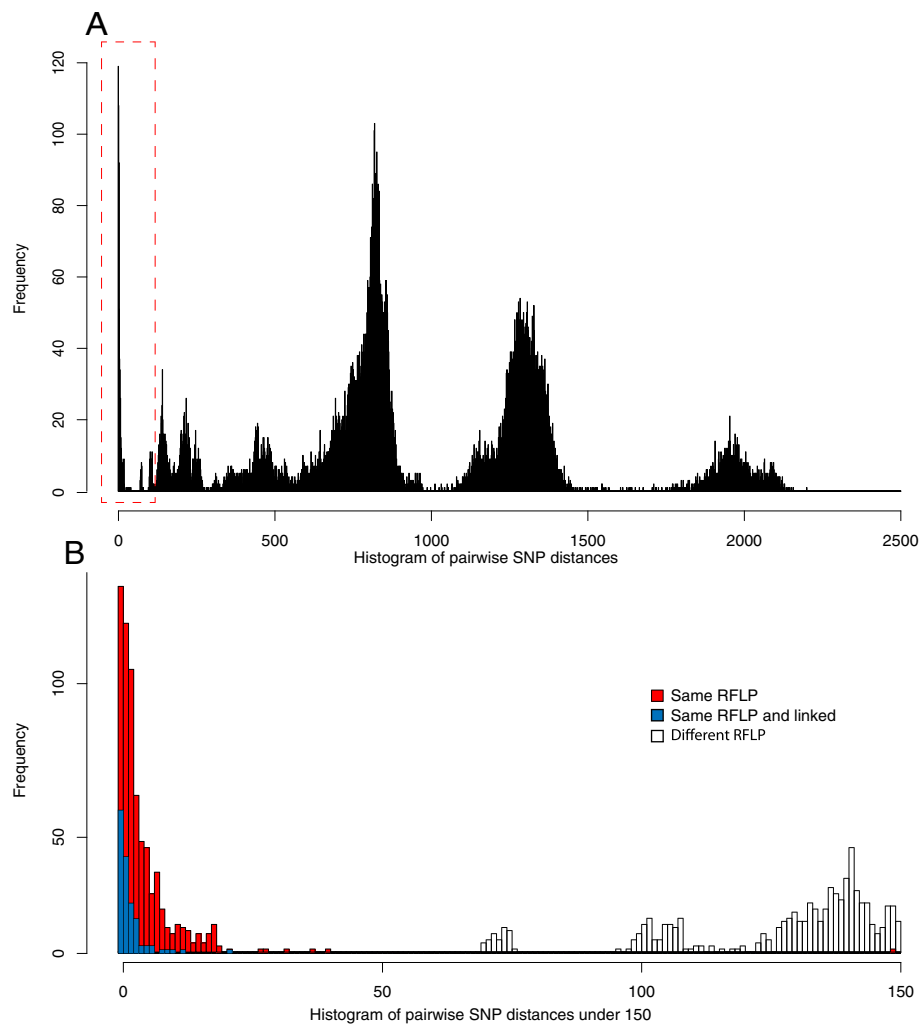 A
Frequency
120
100
80
60
40
20
0
0 500 1000 1500 2000 2500
Histogram of pairwise SNP distances
B
Frequency
100
50
0
Same RFLP
Same RFLP and linked
Different RFLP
0 50 100 150
Histogram of pairwise SNP distances under 150